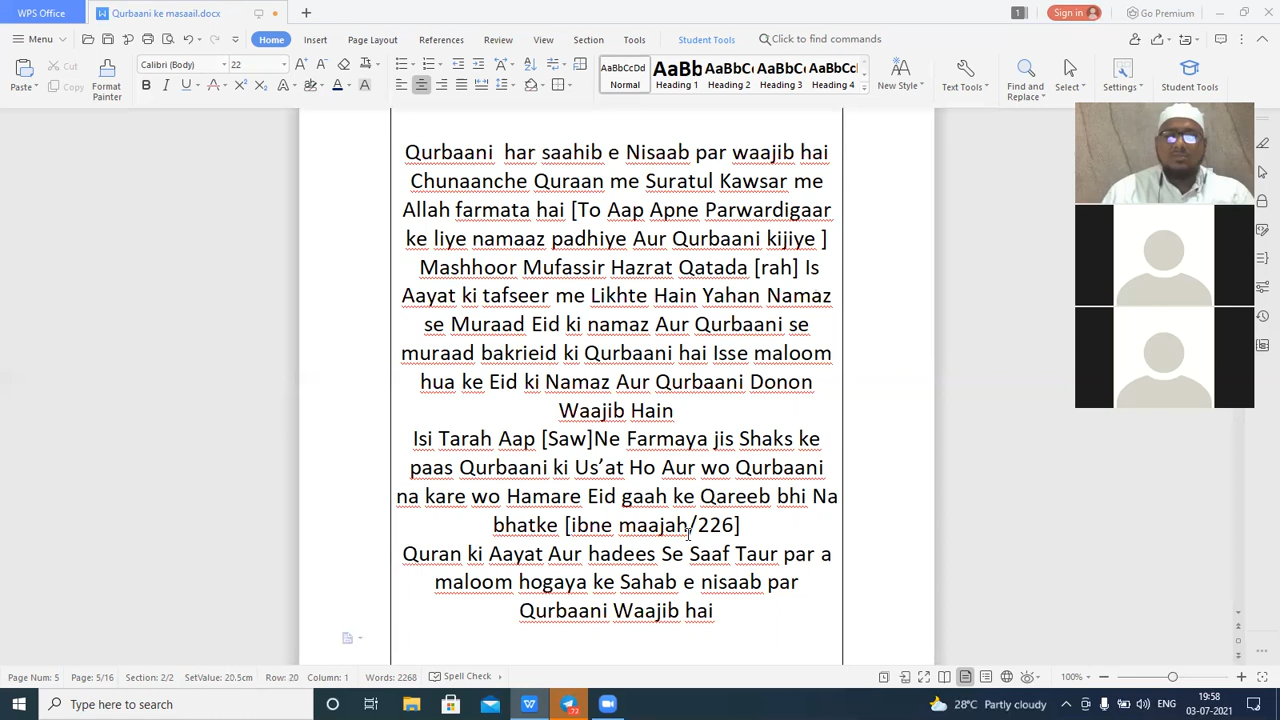 WPS Office
Qurbaani ke masaail.docx
1
Sign in
Go Premium
Menu
Home
Insert
Page Layout
References
Review
View
Section
Tools
Student Tools
Click to find commands
Paste
Cut
Copy
Format Painter
Calibri (Body)
22
AaBbCcDd
Normal
AaBb
Heading 1
AaBbC
Heading 2
AaBbC
Heading 3
AaBbC
Heading 4
New Style
Text Tools
Find and Replace
Select
Settings
Student Tools
Qurbaani har saahib e Nisaab par waajib hai
Chunaanche Quraan me Suratul Kawsar me
Allah farmata hai [To Aap Apne Parwardigaar
ke liye namaaz padhiye Aur Qurbaani kijiye ]
Mashhoor Mufassir Hazrat Qatada [rah] Is
Aayat ki tafseer me Likhte Hain Yahan Namaz
se Muraad Eid ki namaz Aur Qurbaani se
muraad bakrieid ki Qurbaani hai Isse maloom
hua ke Eid ki Namaz Aur Qurbaani Donon
Waajib Hain
Isi Tarah Aap [Saw]Ne Farmaya jis Shaks ke
paas Qurbaani ki Us’at Ho Aur wo Qurbaani
na kare wo Hamare Eid gaah ke Qareeb bhi Na
bhatke [ibne maajah/226]
Quran ki Aayat Aur hadees Se Saaf Taur par a
maloom hogaya ke Sahab e nisaab par
Qurbaani Waajib hai
Page Num: 5
Page: 5/16
Section: 2/2
SetValue: 20.
Row: 20
Column: 1
Words: 2268
Spell Check
100%
Type here to search
72
28°C Partly cloudy
ENG
19:58
03-07-2021